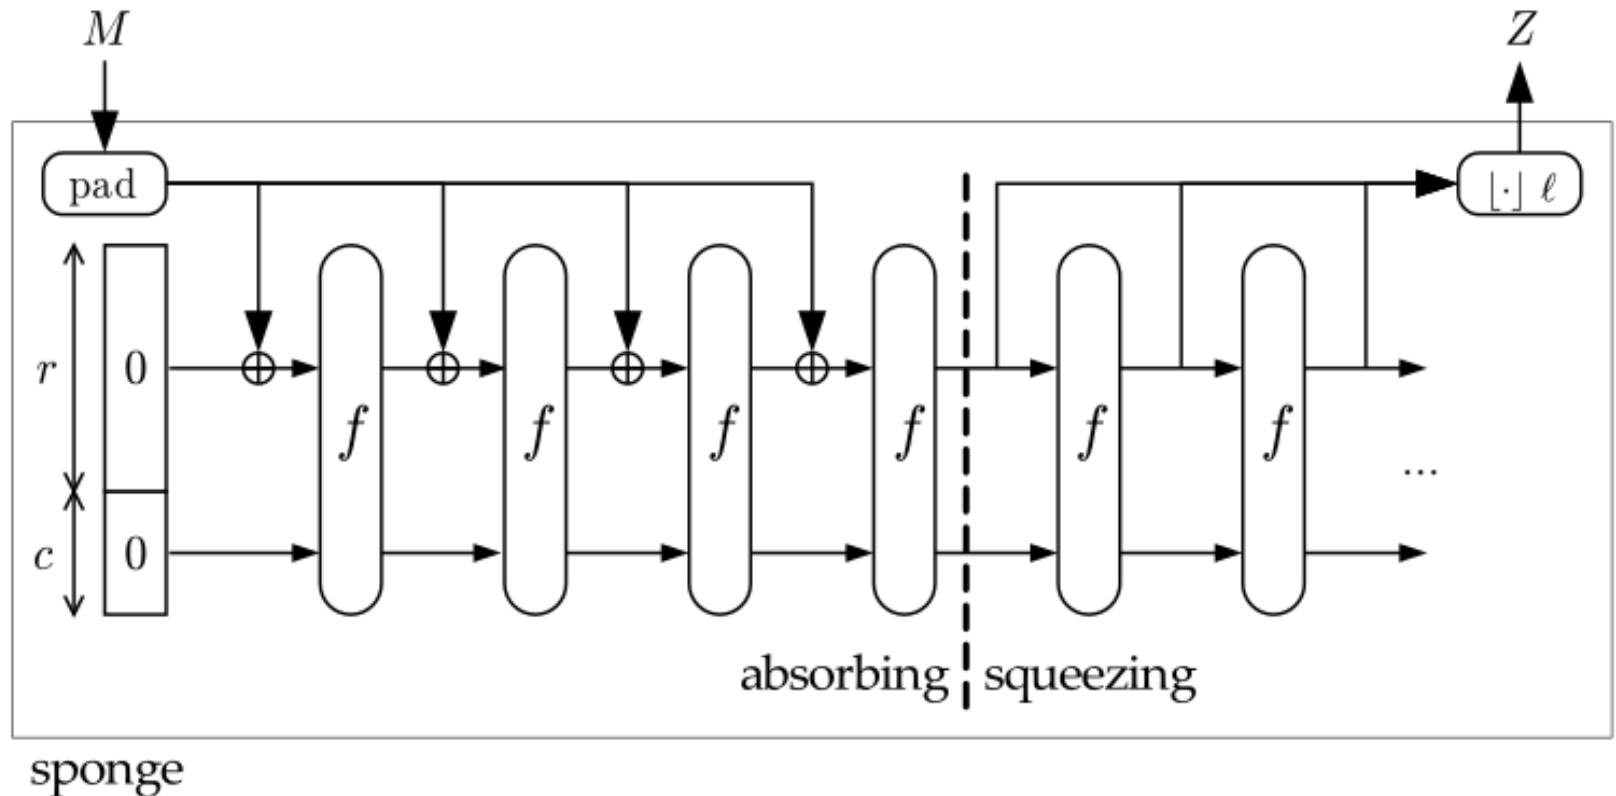 M Z
pad ⌊·⌋ ℓ
r 0 f f f f f f
...
c 0
absorbing squeezing
sponge